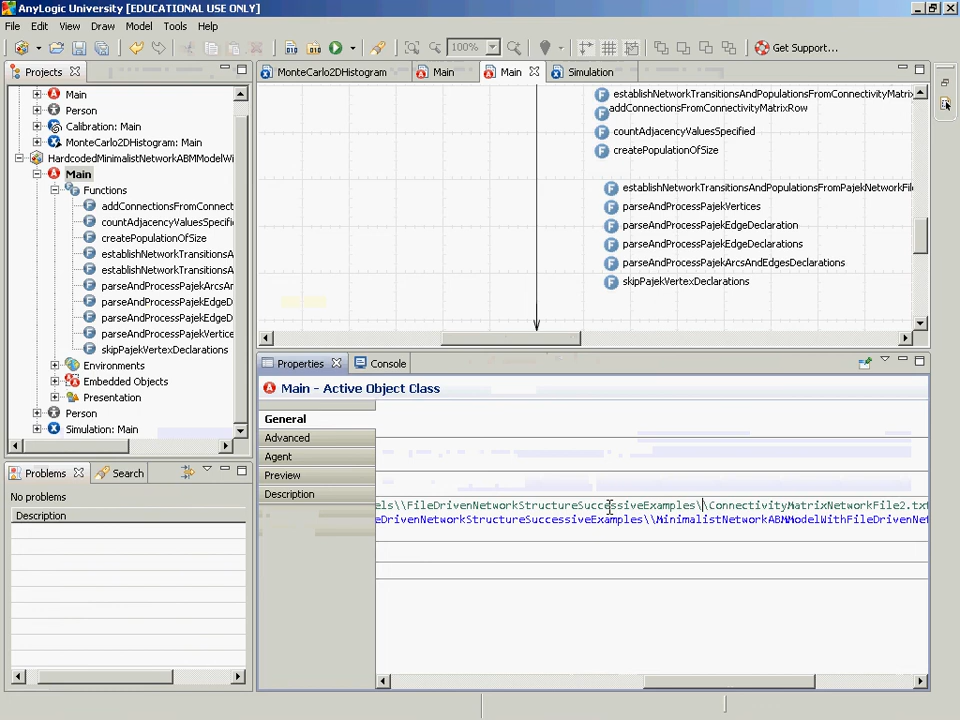 AnyLogic University [EDUCATIONAL USE ONLY]
File Edit View Draw Model Tools Help
100% Get Support...
Projects
MonteCarlo2DHistogram Main Main Simulation
Main
Person
Calibration: Main
MonteCarlo2DHistogram: Main
HardcodedMinimalistNetworkABMModelWi
Main
Functions
addConnectionsFromConnect
countAdjacencyValuesSpecifi
createPopulationOfSize
establishNetworkTransitionsA
establishNetworkTransitionsA
parseAndProcessPajekArcsAn
parseAndProcessPajekEdgeD
parseAndProcessPajekEdgeD
parseAndProcessPajekVertice
skipPajekVertexDeclarations
Environments
Embedded Objects
Presentation
Person
Simulation: Main
establishNetworkTransitionsAndPopulationsFromConnectivityMatrix
addConnectionsFromConnectivityMatrixRow
countAdjacencyValuesSpecified
createPopulationOfSize
establishNetworkTransitionsAndPopulationsFromPajekNetworkFil
parseAndProcessPajekVertices
parseAndProcessPajekEdgeDeclaration
parseAndProcessPajekEdgeDeclarations
parseAndProcessPajekArcsAndEdgesDeclarations
skipPajekVertexDeclarations
Problems Search
No problems
Description
Properties Console
Main - Active Object Class
General
Advanced
Agent
Preview
Description
els\\FileDrivenNetworkStructureSuccessiveExamples\\ConnectivityMatrixNetworkFile2.txt
eDrivenNetworkStructureSuccessiveExamples\\MinimalistNetworkABMModelWithFileDrivenNet